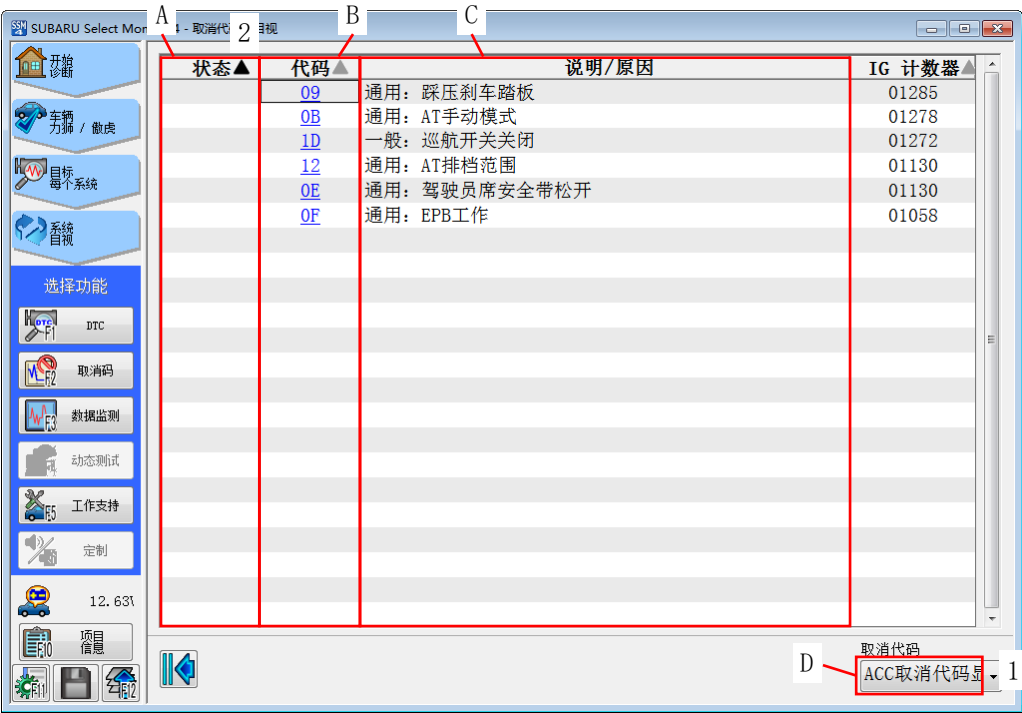 A
B
C
SUBARU Select Mor
4 - 取消代
2
目视
开始
诊断
车辆
力狮 / 傲虎
目标
每个系统
系统
目视
选择功能
DTC
F1
DTC
取消码
F2
数据监测
F3
动态测试
工作支持
F5
定制
12.63V
项目
信息
F10
F11
F12
状态▲ 代码▲ 说明/原因 IG 计数器▲
09 通用: 踩压刹车踏板 01285
0B 通用: AT手动模式 01278
1D 一般: 巡航开关关闭 01272
12 通用: AT排档范围 01130
0E 通用: 驾驶员席安全带松开 01130
0F 通用: EPB工作 01058
取消代码
D
ACC取消代码显
1